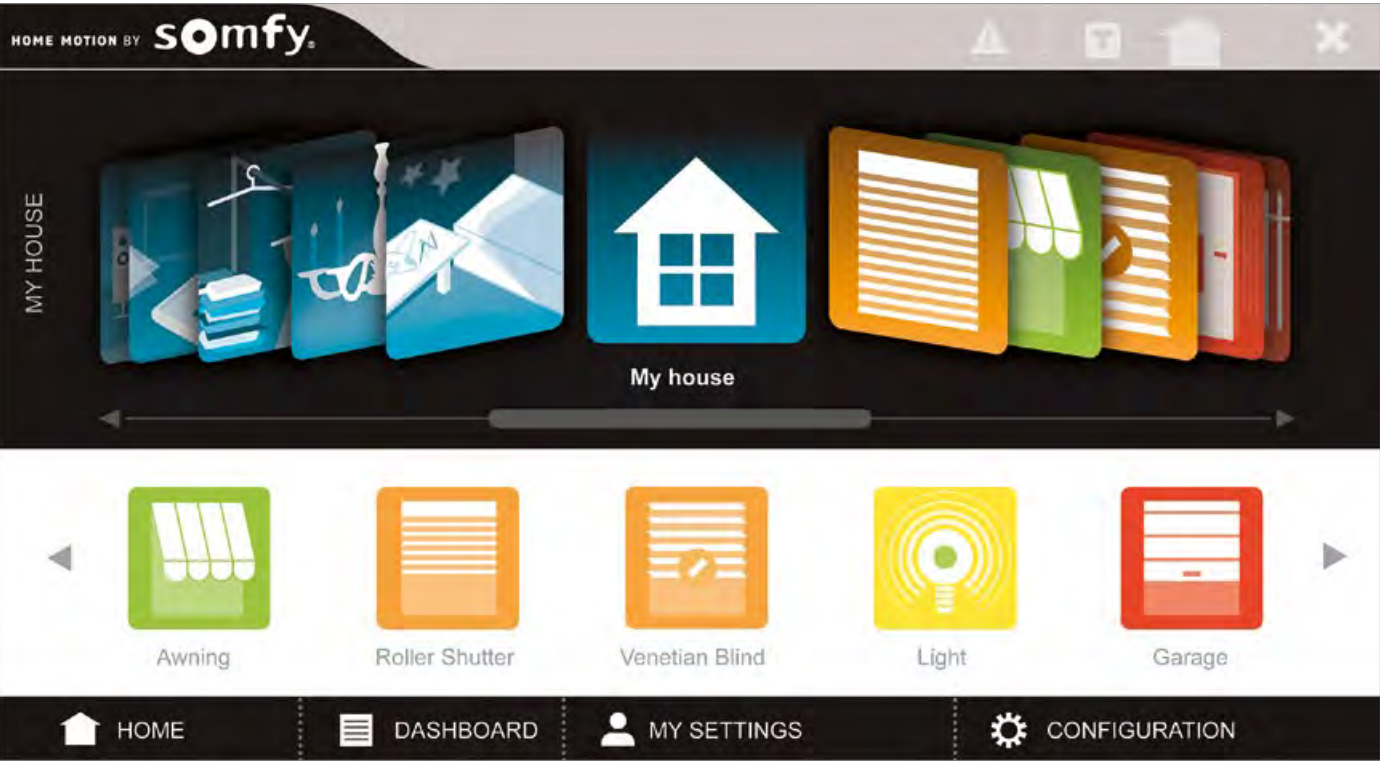 HOME MOTION BY somfy.
MY HOUSE
My house
Awning
Roller Shutter
Venetian Blind
Light
Garage
HOME
DASHBOARD
MY SETTINGS
CONFIGURATION